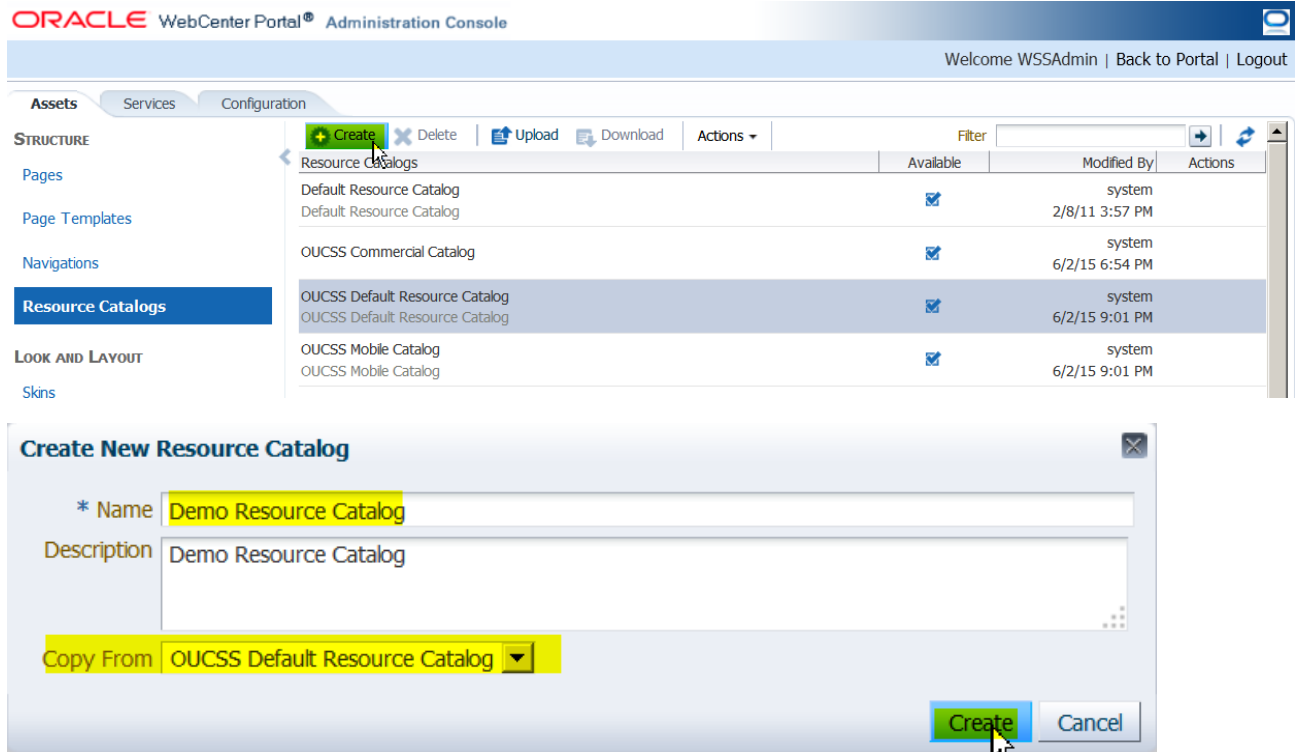 ORACLE WebCenter Portal® Administration Console
Welcome WSSAdmin | Back to Portal | Logout
Assets Services Configuration
STRUCTURE
Create Delete Upload Download Actions Filter
Resource Catalogs Available Modified By Actions
Pages
Default Resource Catalog system
Default Resource Catalog 2/8/11 3:57 PM
Page Templates
OUCSS Commercial Catalog system
6/2/15 6:54 PM
Navigations
OUCSS Default Resource Catalog system
Resource Catalogs
OUCSS Default Resource Catalog 6/2/15 9:01 PM
OUCSS Mobile Catalog system
LOOK AND LAYOUT
OUCSS Mobile Catalog 6/2/15 9:01 PM
Skins
Create New Resource Catalog
* Name Demo Resource Catalog
Description Demo Resource Catalog
Copy From OUCSS Default Resource Catalog
Create Cancel